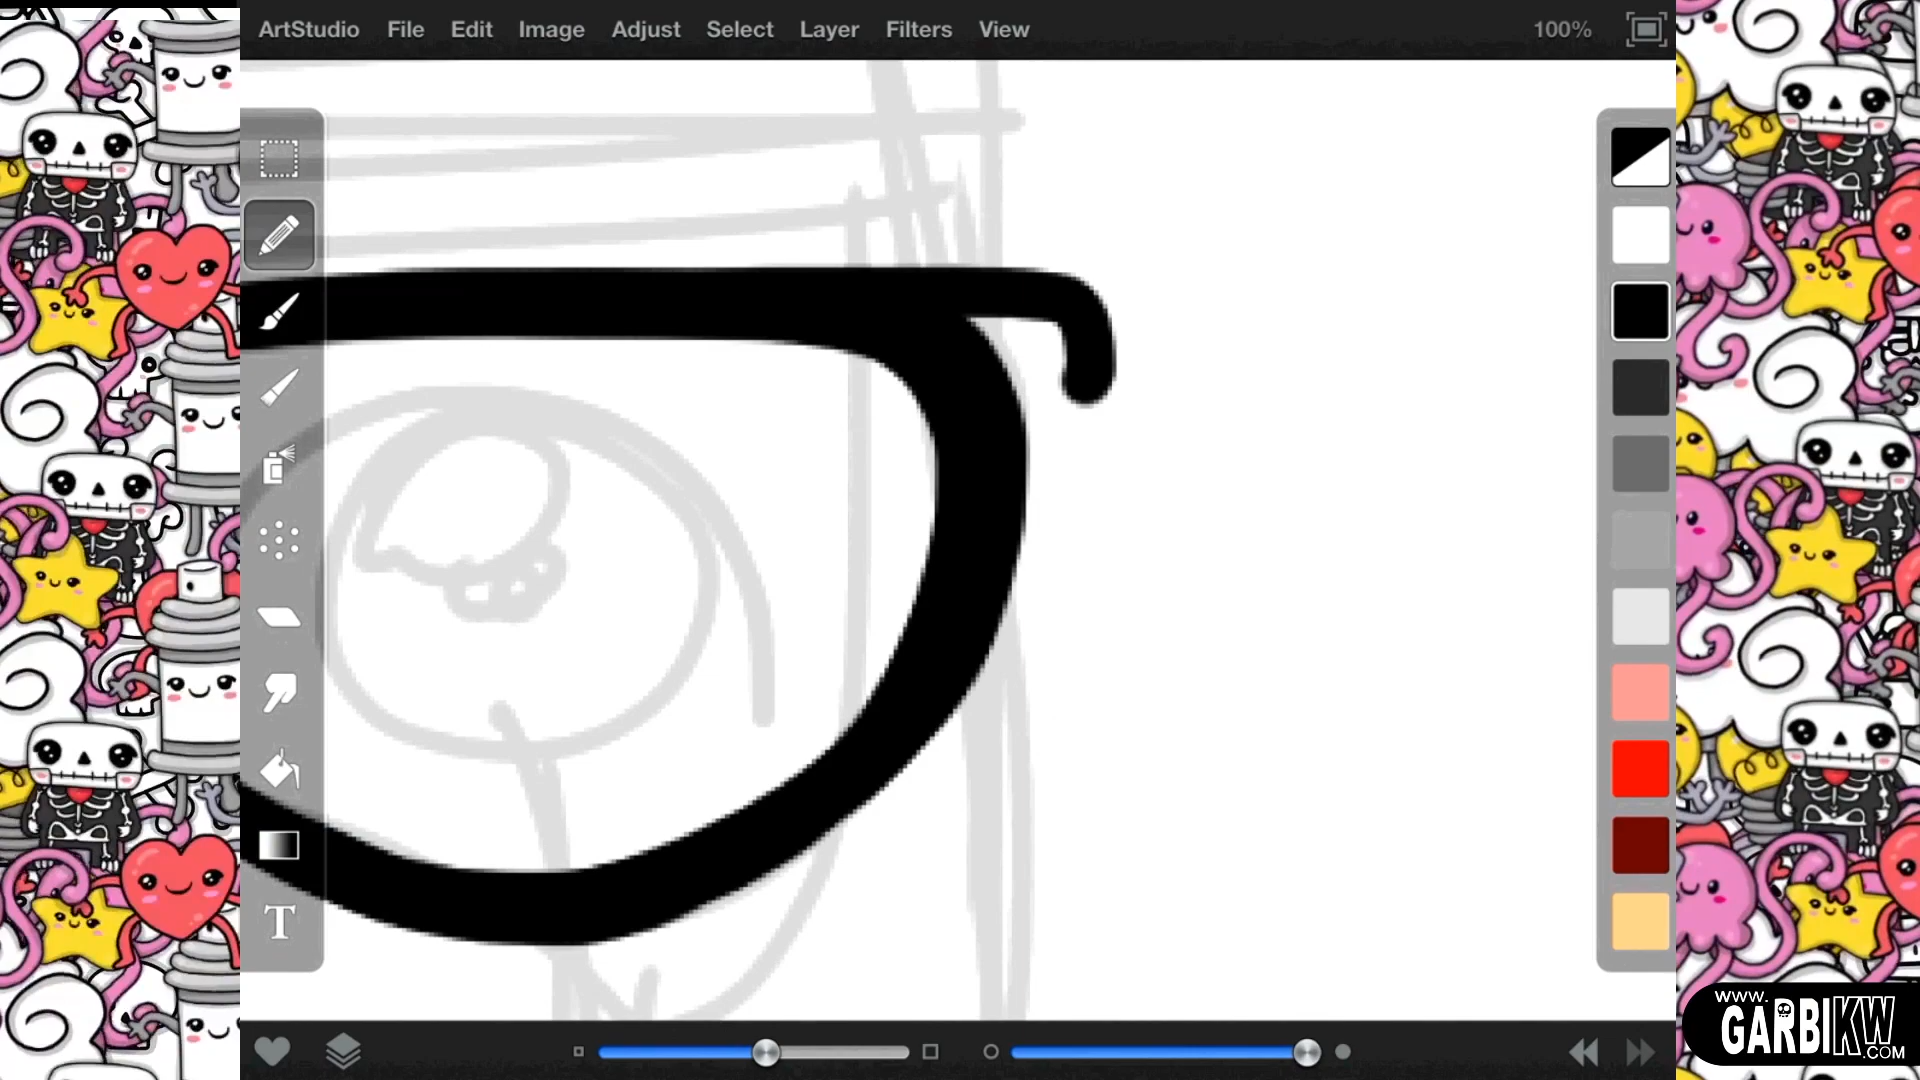 ArtStudio File Edit Image Adjust Select Layer Filters View 100%
T
www.
GARBIKW
.COM